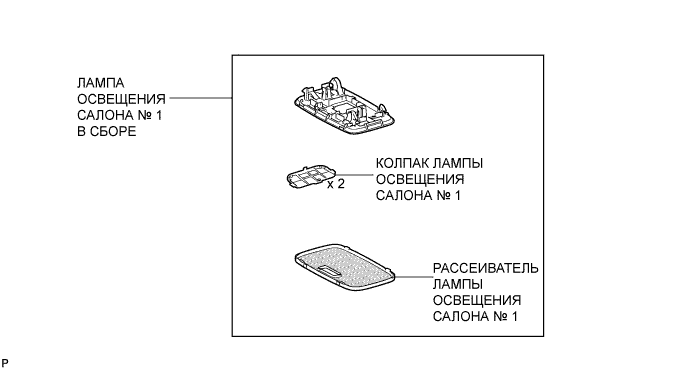 ЛАМПА
ОСВЕЩЕНИЯ
САЛОНА № 1
В СБОРЕ
КОЛПАК ЛАМПЫ
ОСВЕЩЕНИЯ
САЛОНА № 1
x 2
РАССЕИВАТЕЛЬ
ЛАМПЫ
ОСВЕЩЕНИЯ
САЛОНА № 1
P